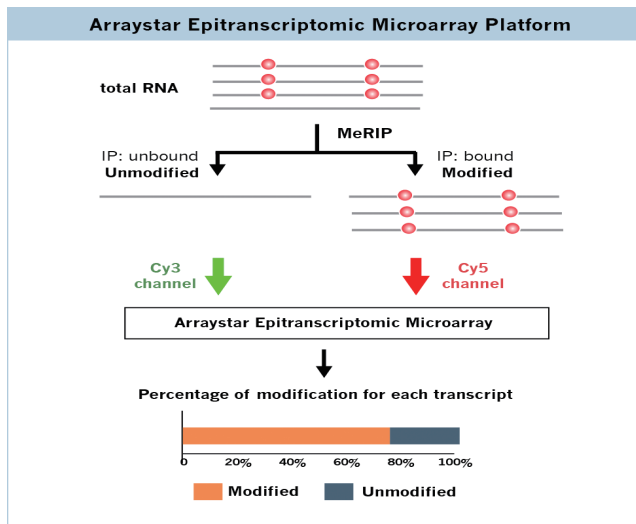 Arraystar Epitranscriptomic Microarray Platform
total RNA
MeRIP
IP: unbound
Unmodified
IP: bound
Modified
Cy3
channel
Cy5
channel
Arraystar Epitranscriptomic Microarray
Percentage of modification for each transcript
0 20% 40% 60% 80% 100%
Modified Unmodified